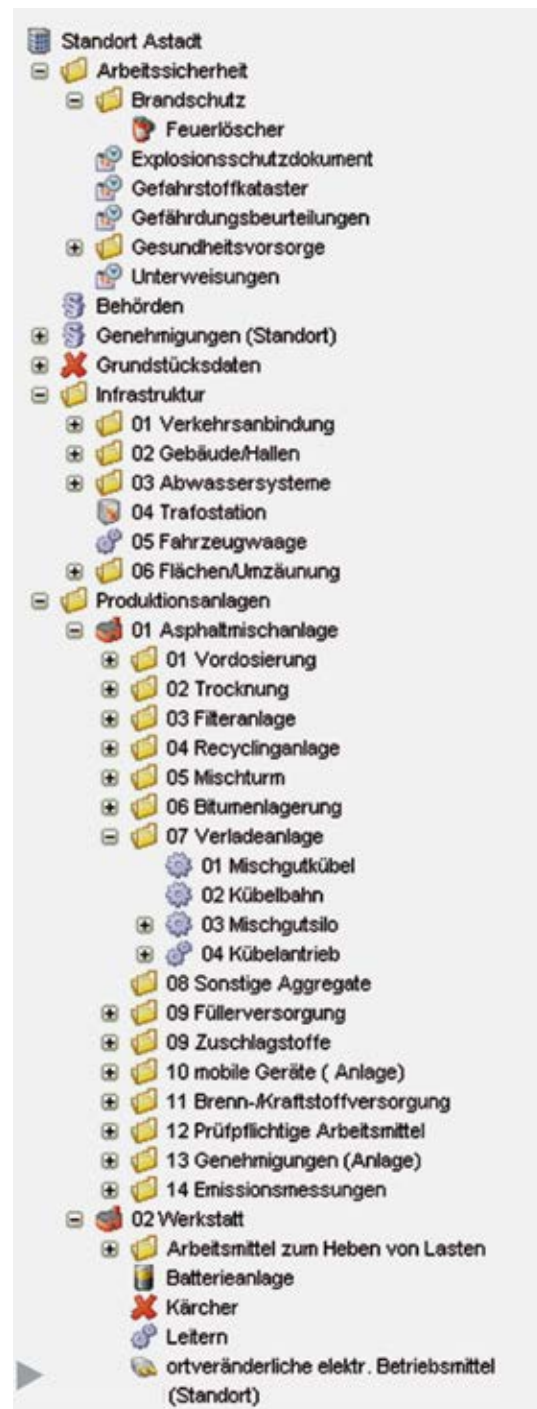 Standort Astadt
Arbeitssicherheit
Brandschutz
Feuerlöscher
Explosionsschutzdokument
Gefahrstoffkataster
Gefährdungsbeurteilungen
Gesundheitsvorsorge
Unterweisungen
Behörden
Genehmigungen (Standort)
Grundstücksdaten
Infrastruktur
01 Verkehrsanbindung
02 Gebäude/Hallen
03 Abwassersysteme
04 Trafostation
05 Fahrzeugwaage
06 Flächen/Umzäunung
Produktionsanlagen
01 Asphaltmischanlage
01 Vordosierung
02 Trocknung
03 Filteranlage
04 Recyclinganlage
05 Mischturm
06 Bitumenlagerung
07 Verladeanlage
01 Mischgutkübel
02 Kübelbahn
03 Mischgutsilo
04 Kübelantrieb
08 Sonstige Aggregate
09 Füllerversorgung
09 Zuschlagstoffe
10 mobile Geräte ( Anlage)
11 Brenn-/Kraftstoffversorgung
12 Prüfpflichtige Arbeitsmittel
13 Genehmigungen (Anlage)
14 Emissionsmessungen
02 Werkstatt
Arbeitsmittel zum Heben von Lasten
Batterieanlage
Kärcher
Leitern
ortveränderliche elektr. Betriebsmittel
(Standort)